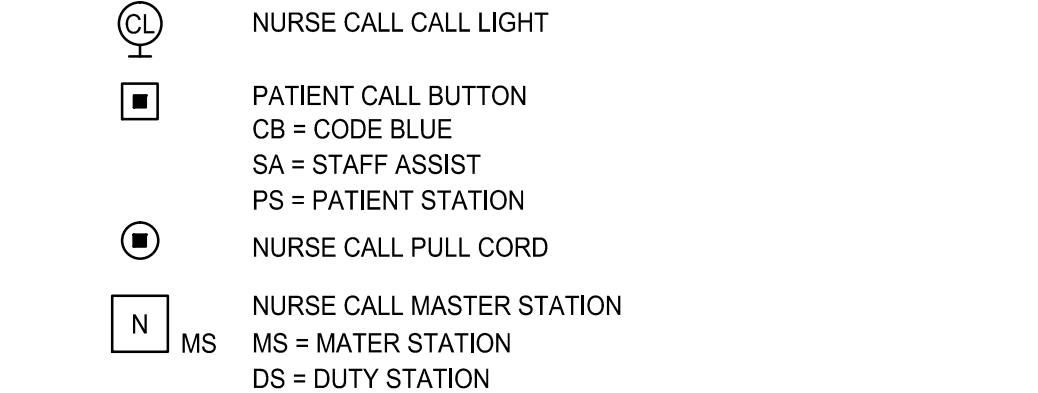 CL NURSE CALL CALL LIGHT
PATIENT CALL BUTTON
CB = CODE BLUE
SA = STAFF ASSIST
PS = PATIENT STATION
NURSE CALL PULL CORD
NURSE CALL MASTER STATION
N
MS MS = MATER STATION
DS = DUTY STATION